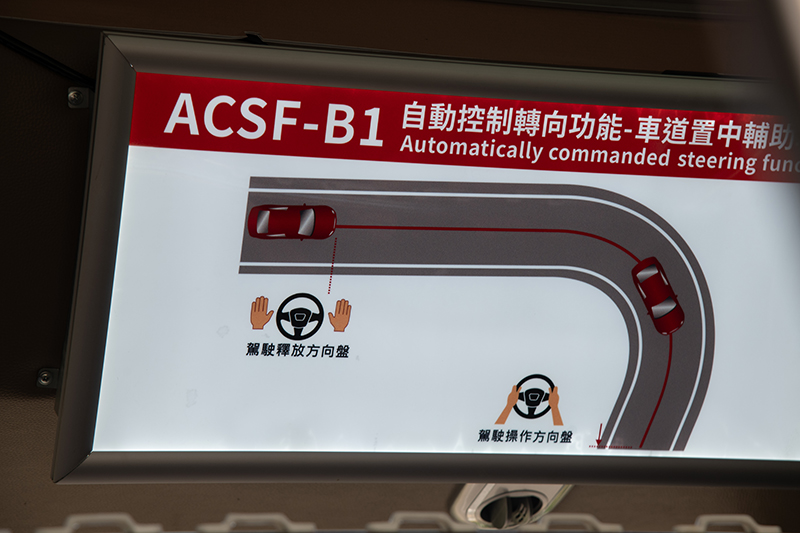 ACSF-B1
自動控制轉向功能-車道置中輔助
Automatically commanded steering func
駕駛釋放方向盤
駕駛操作方向盤